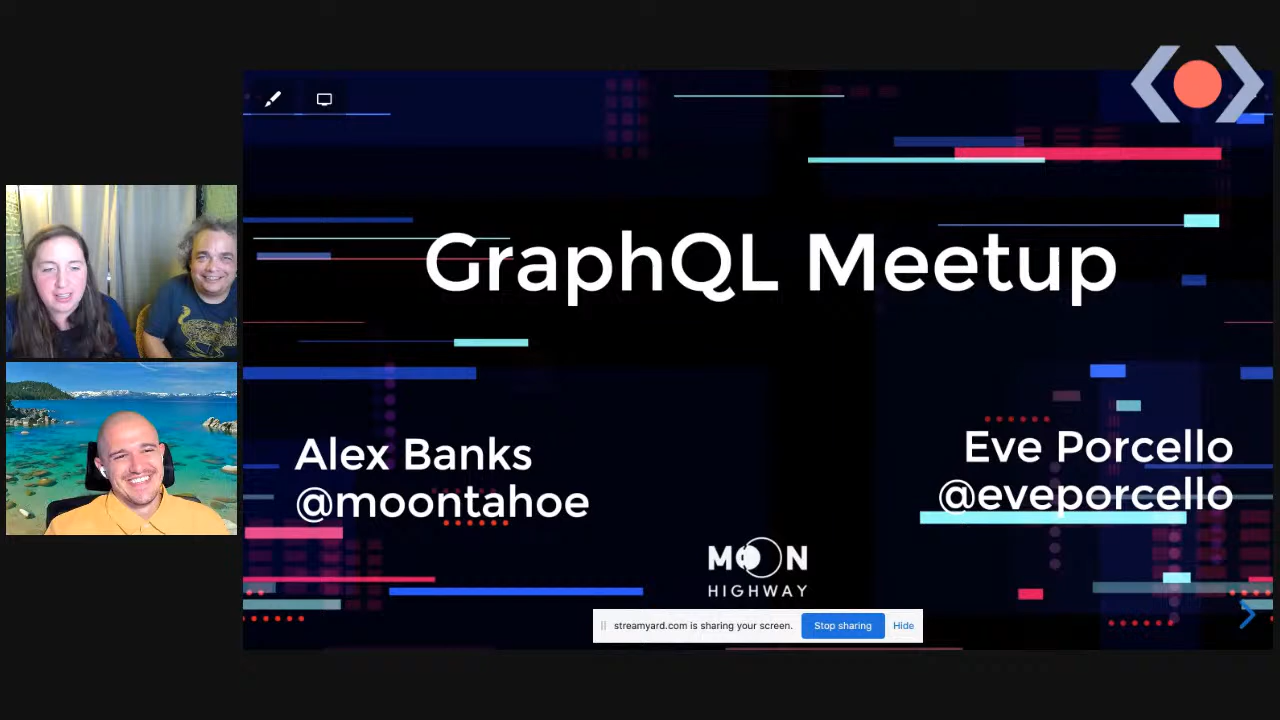 GraphQL Meetup
Alex Banks
@moontahoe
Eve Porcello
@eveporcello
MOON
HIGHWAY
streamyard.com is sharing your screen.
Stop sharing
Hide